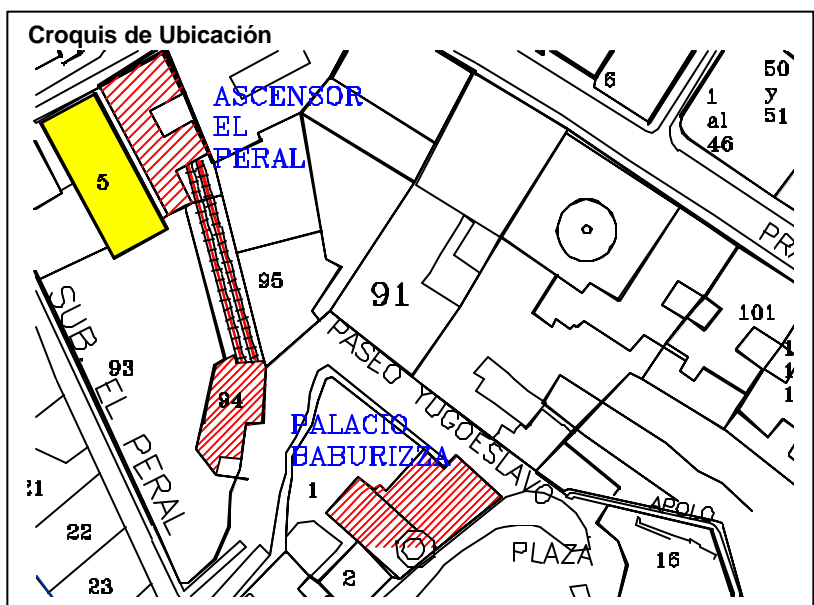 Croquis de Ubicación
50
y
51
6
1
al
46
ASCENSOR
EL
PERAL
5
PRA
95
91
101
SUB. EL PERAL
93
PASEO YUGOESLAVO
94
PALACIO
BABURIZZA
1
APOLO
PLAZA
16
21
22
23
2